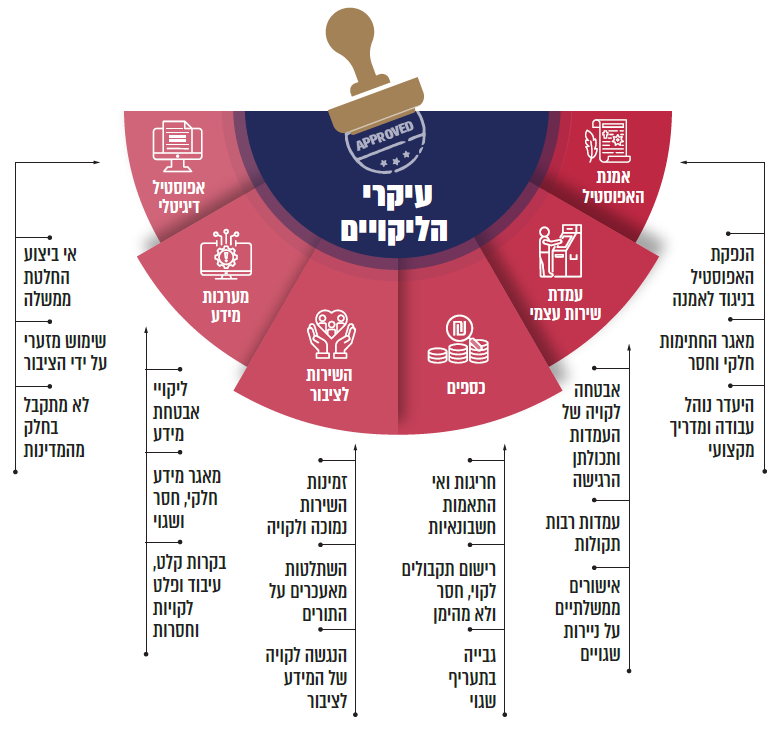 APPROVED
עיקרי
הליקויים
אמנת
האפוסטיל
הנפקת
האפוסטיל
בניגוד לאמנה
מאגר החתימות
חלקי וחסר
היעדר נוהל
עבודה ומדריך
מקצועי
עמדת
שירות עצמי
אבטחה
לקויה של
העמדות
ותכולתן
הרגישה
עמדות רבות
תקולות
אישורים
ממשלתיים
על ניירות
שגויים
כספים
חריגות ואי
התאמות
חשבונאיות
רישום תקבולים
לקוי, חסר
ולא מהימן
גבייה
בתעריף
שגוי
השירות
לציבור
זמינות
השירות
נמוכה ולקויה
השתלטות
מאעכרים על
התורים
הנגשה לקויה
של המידע
לציבור
מערכות
מידע
ליקויי
אבטחת
מידע
מאגר מידע
חלקי, חסר
ושגוי
בקרות קלט,
עיבוד ופלט
לקויות
וחסרות
אפוסטיל
דיגיטלי
אי ביצוע
החלטת
ממשלה
שימוש מזערי
על ידי הציבור
לא מתקבל
בחלק
מהמדינות